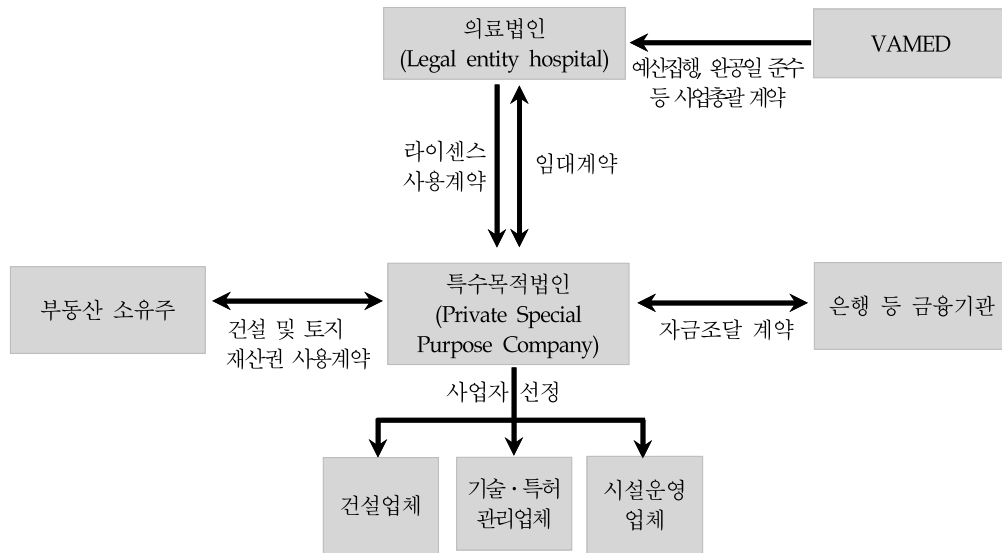 의료법인
(Legal entity hospital)
VAMED
예산집행, 완공일 준수
등 사업총괄 계약
라이센스
사용계약
임대계약
부동산 소유주
건설 및 토지
재산권 사용계약
특수목적법인
(Private Special
Purpose Company)
은행 등 금융기관
자금조달 계약
사업자 선정
건설업체
기술·특허
관리업체
시설운영
업체